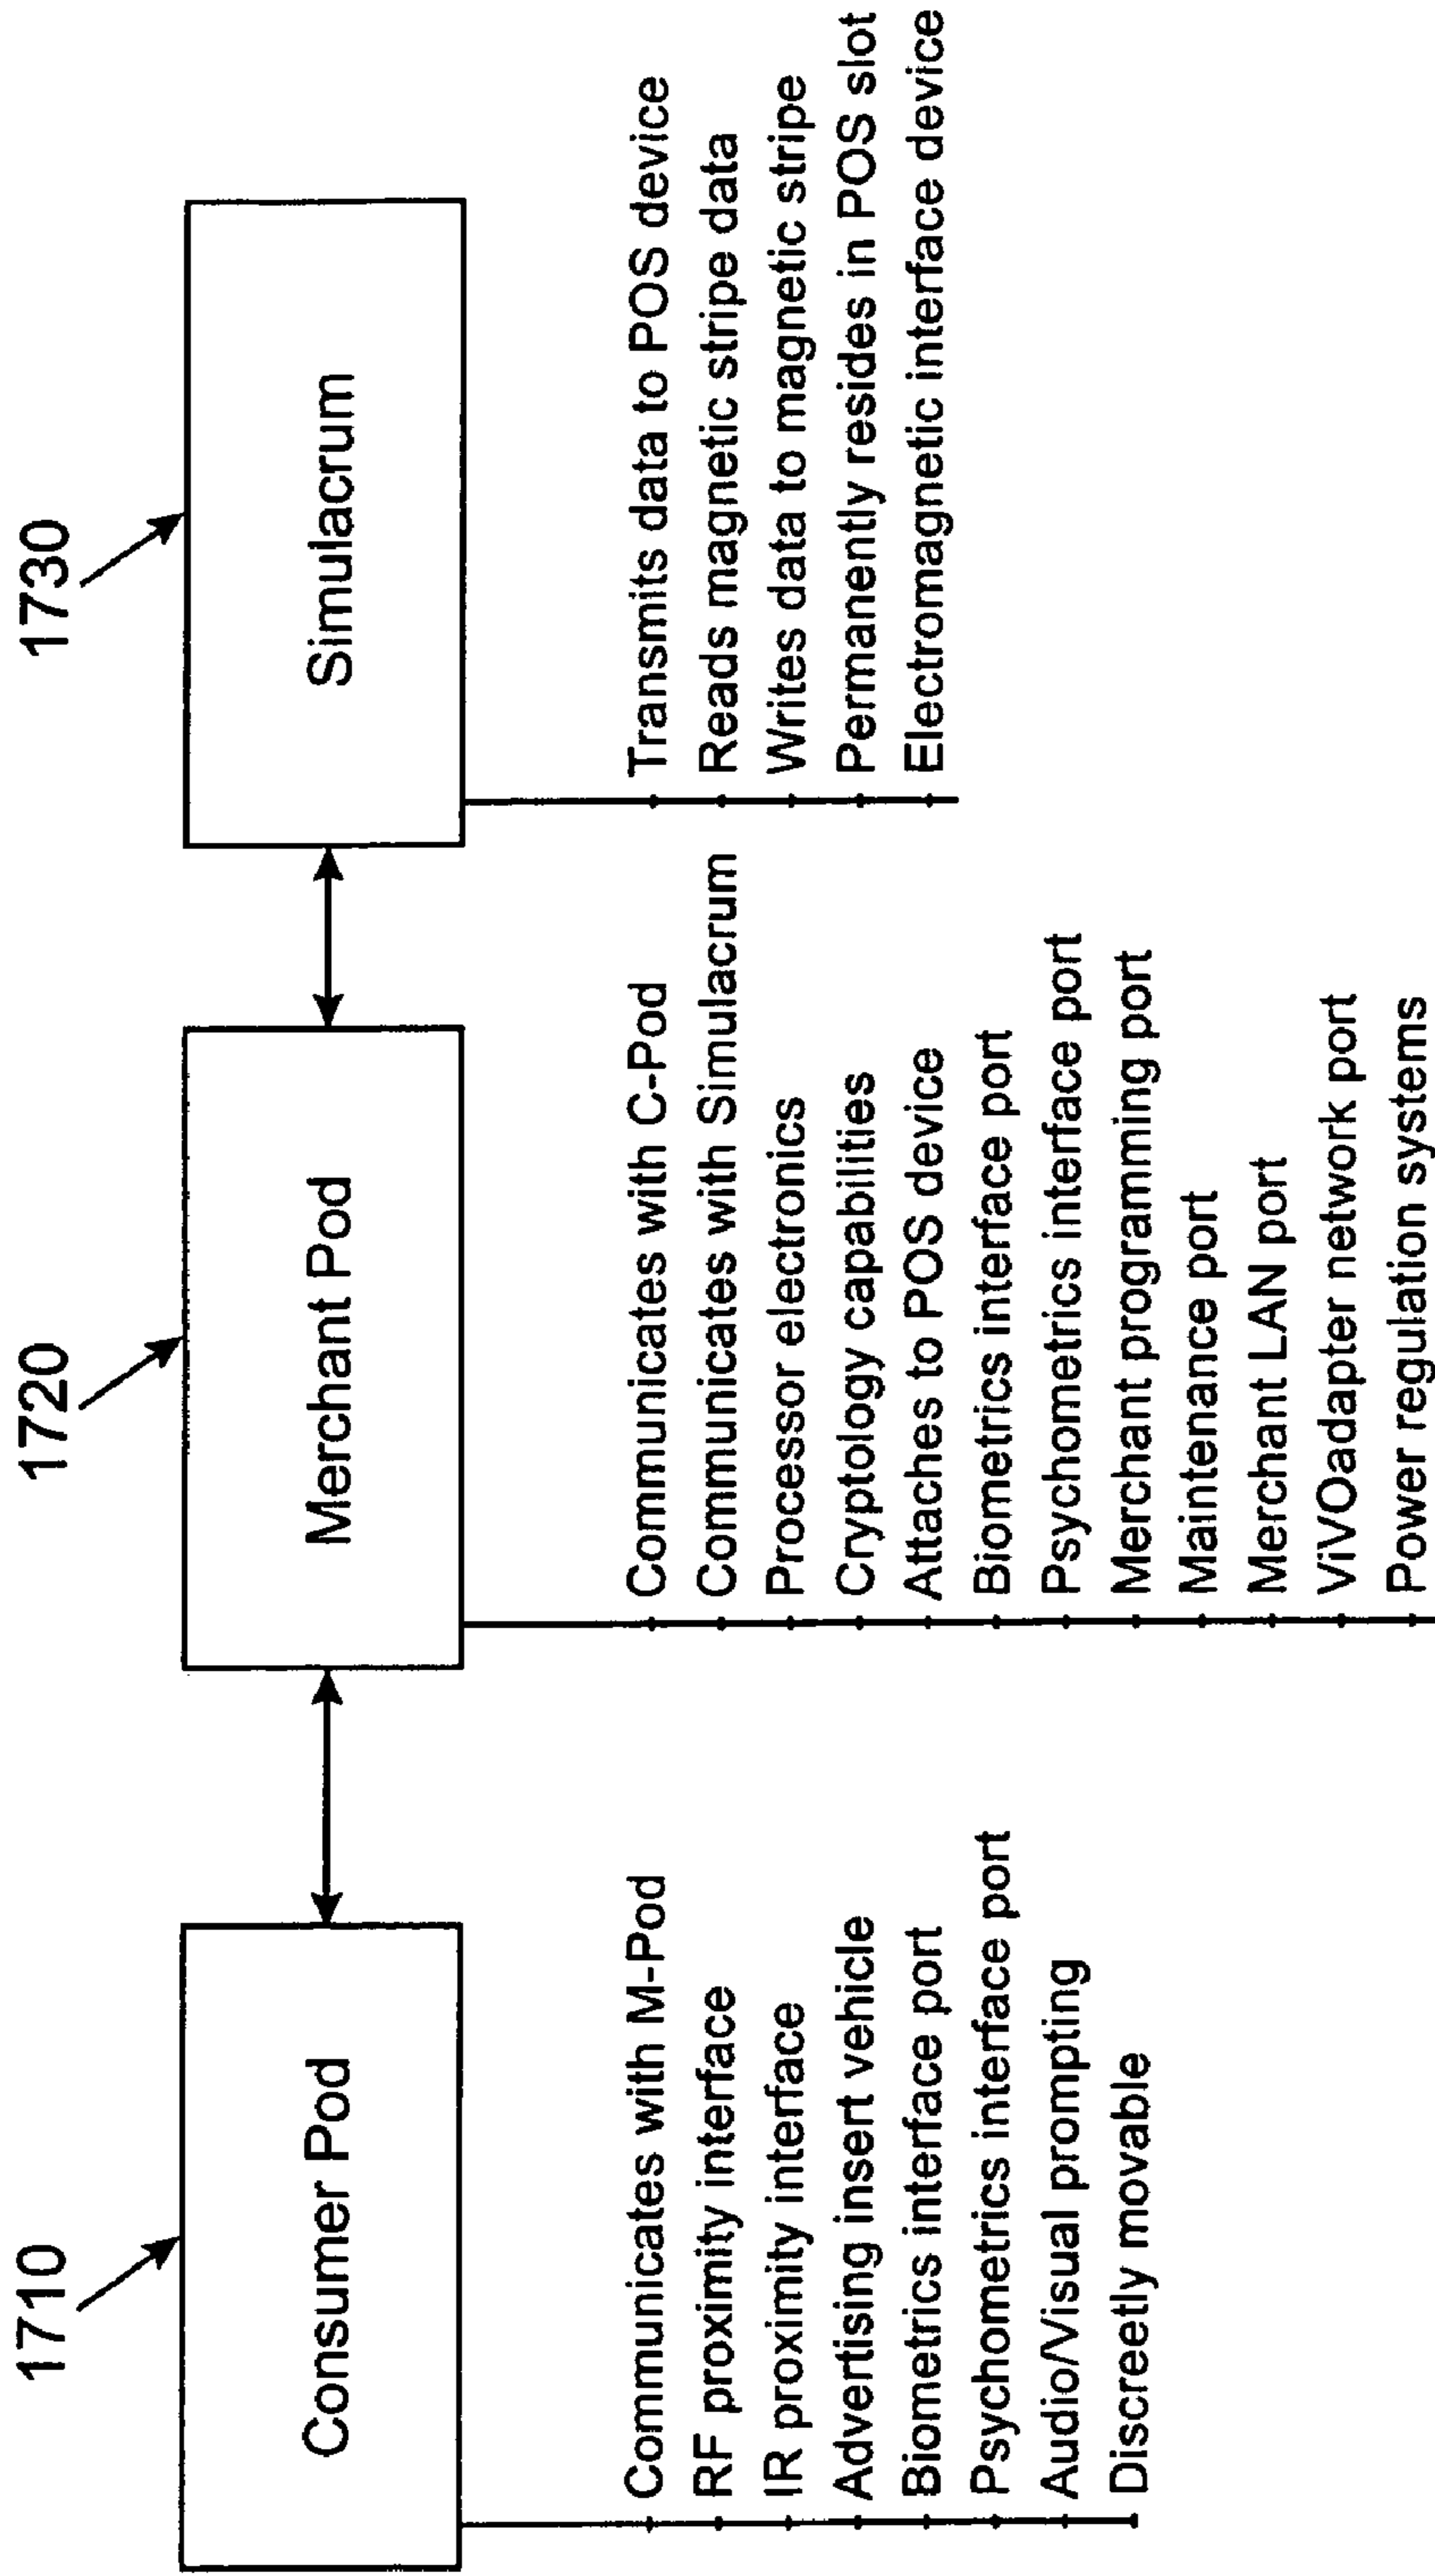 1710
Consumer Pod
Communicates with M-Pod
RF proximity interface
IR proximity interface
Advertising insert vehicle
Biometrics interface port
Psychometrics interface port
Audio/Visual prompting
Discreetly movable
1720
Merchant Pod
Communicates with C-Pod
Communicates with Simulacrum
Processor electronics
Cryptology capabilities
Attaches to POS device
Biometrics interface port
Psychometrics interface port
Merchant programming port
Maintenance port
Merchant LAN port
ViVOadapter network port
Power regulation systems
1730
Simulacrum
Transmits data to POS device
Reads magnetic stripe data
Writes data to magnetic stripe
Permanently resides in POS slot
Electromagnetic interface device